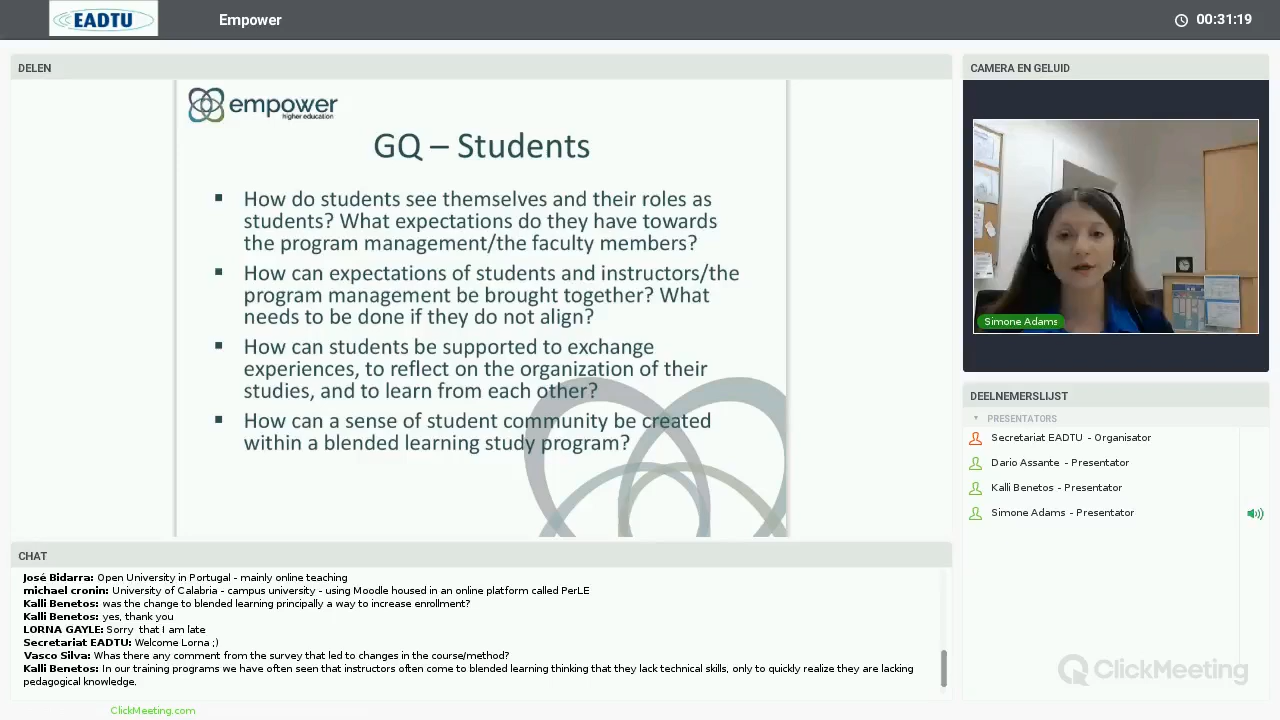 EADTU
Empower
00:31:19
DELEN
empower
higher education
GQ – Students
▪ How do students see themselves and their roles as
students? What expectations do they have towards
the program management/the faculty members?
▪ How can expectations of students and instructors/the
program management be brought together? What
needs to be done if they do not align?
▪ How can students be supported to exchange
experiences, to reflect on the organization of their
studies, and to learn from each other?
▪ How can a sense of student community be created
within a blended learning study program?
CAMERA EN GELUID
Simone Adams
DEELNEMERSLIJST
PRESENTATORS
Secretariat EADTU - Organisator
Dario Assante - Presentator
Kalli Benetos - Presentator
Simone Adams - Presentator
CHAT
José Bidarra: Open University in Portugal - mainly online teaching
michael cronin: University of Calabria - campus university - using Moodle housed in an online platform called PerLE
Kalli Benetos: was the change to blended learning principally a way to increase enrollment?
Kalli Benetos: yes, thank you
LORNA GAYLE: Sorry that I am late
Secretariat EADTU: Welcome Lorna ;)
Vasco Silva: Whas there any comment from the survey that led to changes in the course/method?
Kalli Benetos: In our training programs we have often seen that instructors often come to blended learning thinking that they lack technical skills, only to quickly realize they are lacking
pedagogical knowledge.
ClickMeeting
ClickMeeting.com